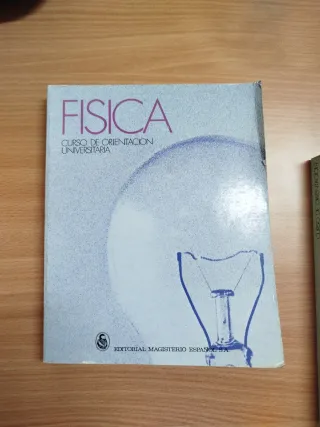 FISICA
CURSO DE ORIENTACION
UNIVERSITARIA
EDITORIAL MAGISTERIO ESPAÑOL, S.A.